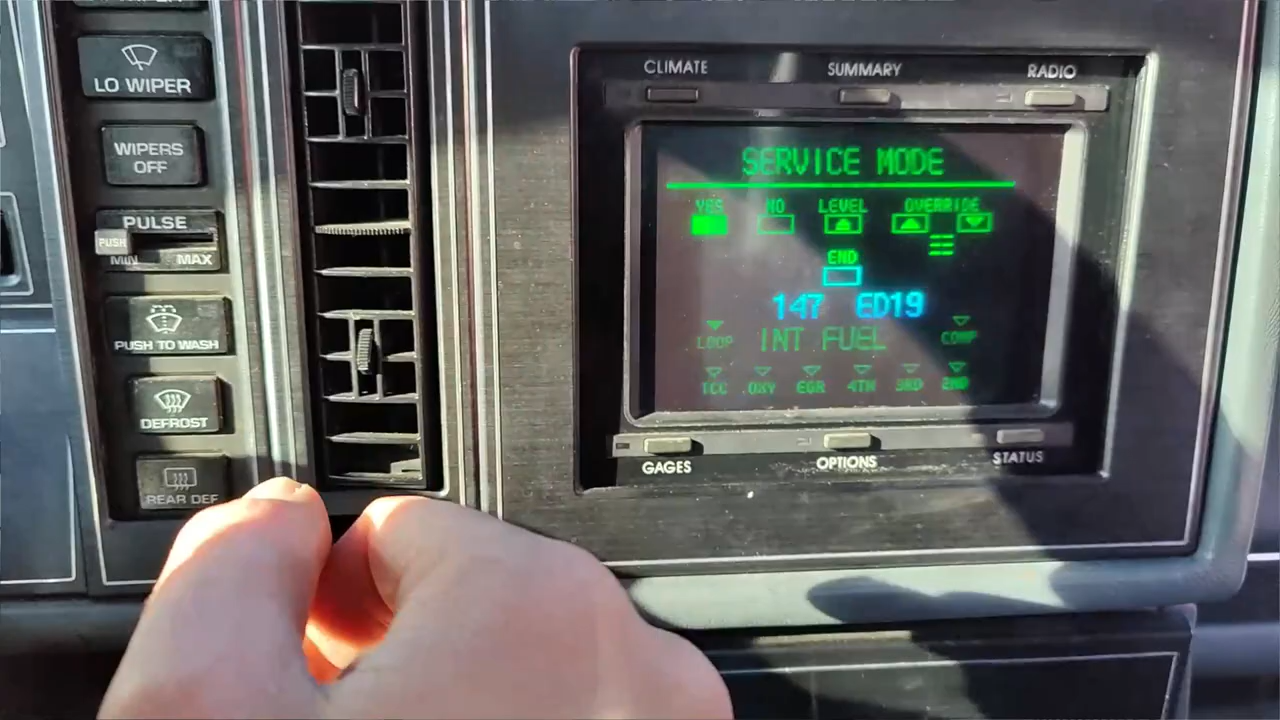 LO WIPER
WIPERS
OFF
PULSE
PUSH
MIN MAX
PUSH TO WASH
DEFROST
REAR DEF
CLIMATE SUMMARY RADIO
SERVICE MODE
YES NO LEVEL OVERRIDE
END
147 ED19
LOOP INT FUEL COMP
TCC OXY EGR 4TH 3RD 2ND
GAGES OPTIONS STATUS